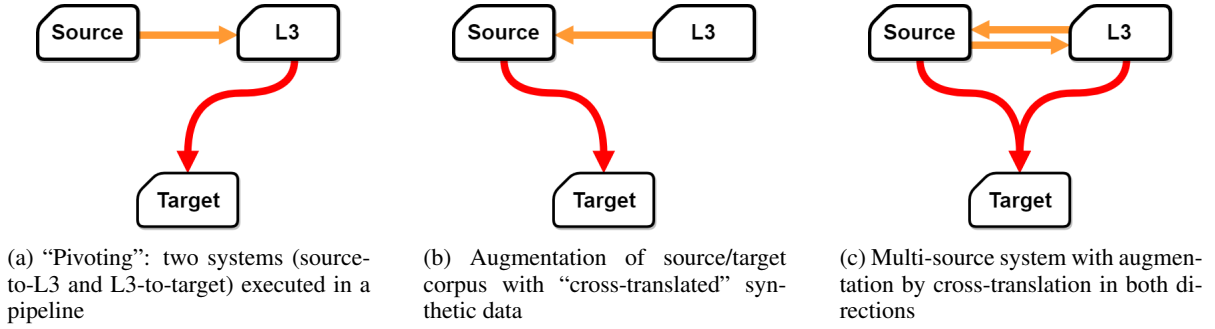 Source
L3
Target
(a) “Pivoting”: two systems (source-
to-L3 and L3-to-target) executed in a
pipeline
Source
L3
Target
(b) Augmentation of source/target
corpus with “cross-translated” syn-
thetic data
Source
L3
Target
(c) Multi-source system with augmen-
tation by cross-translation in both di-
rections